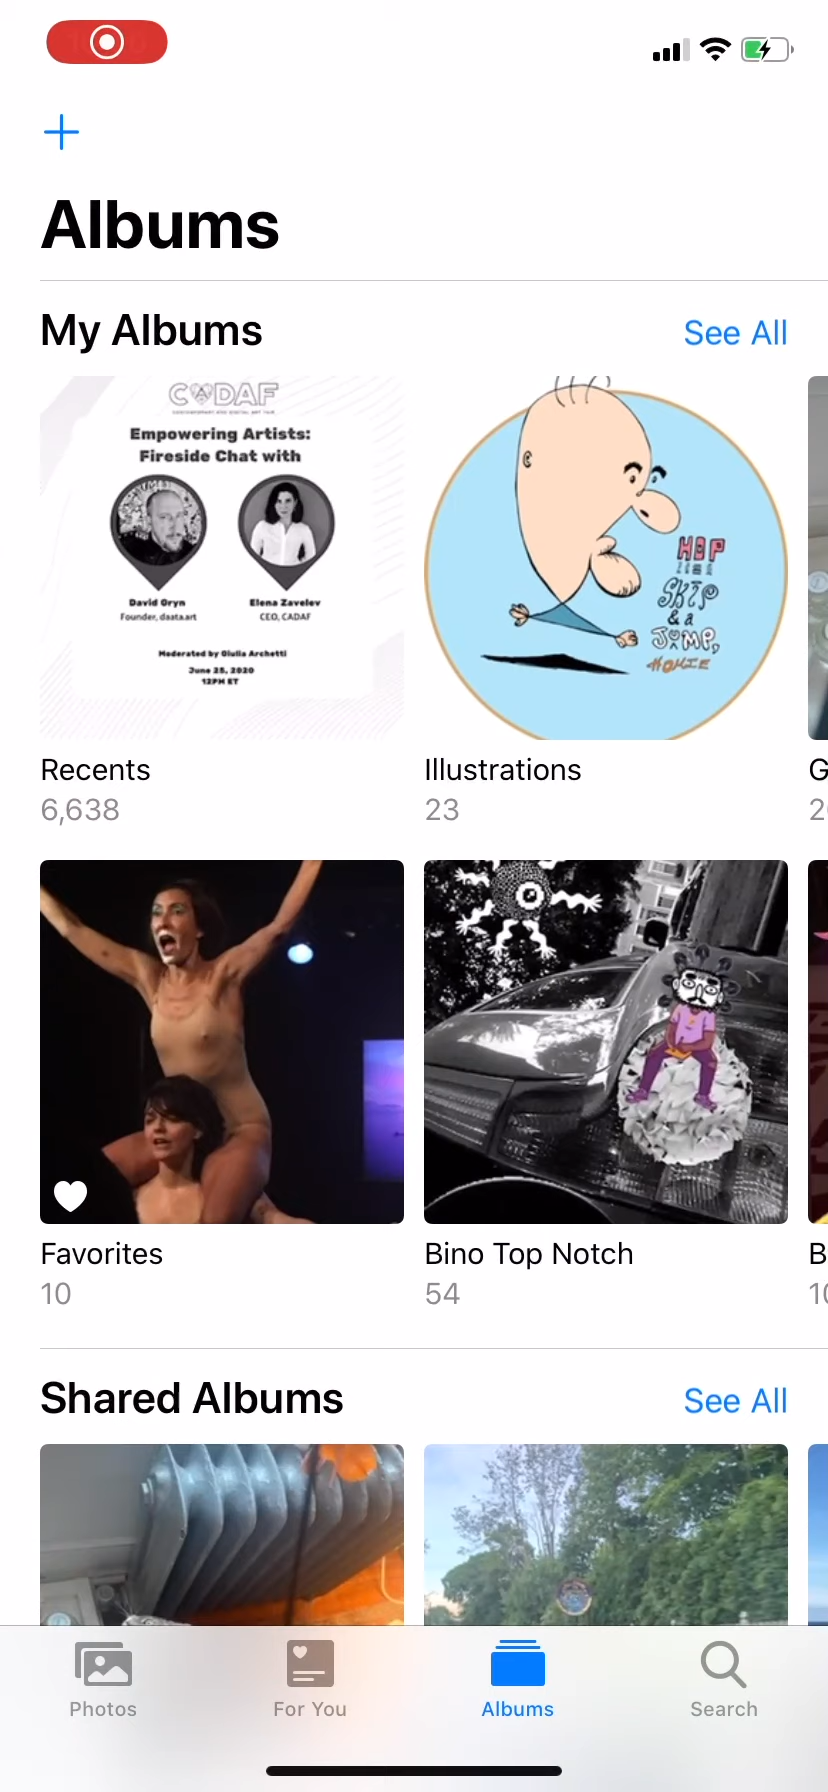 Albums
My Albums
See All
CADAF
Empowering Artists:
Fireside Chat with
David Gryn
Founder, daata.art
Elena Zavelev
CEO, CADAF
Moderated by Giulia Archetti
June 25, 2020
12PM ET
HOP
SKIP
& a
JUMP,
HOMIE
Recents
6,638
Illustrations
23
G
Favorites
10
Bino Top Notch
54
B
Shared Albums
See All
Photos
For You
Albums
Search